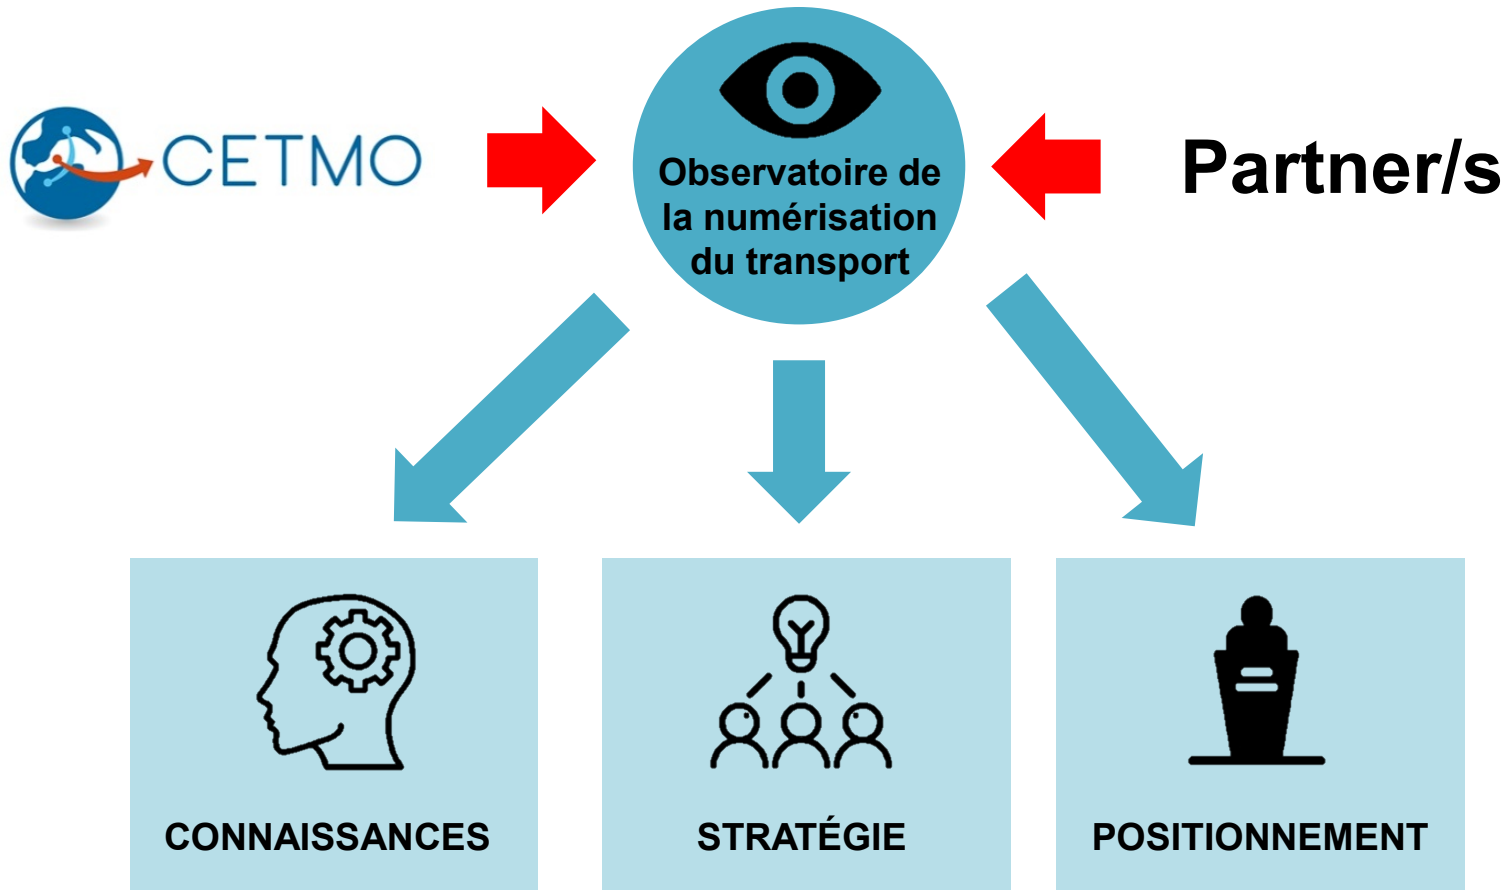 CETMO
Observatoire de
la numérisation
du transport
Partner/s
CONNAISSANCES
STRATÉGIE
POSITIONNEMENT